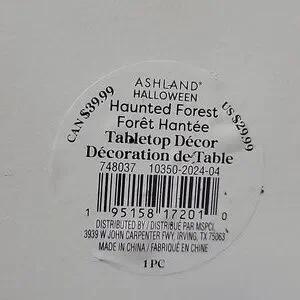 CAN $39.99
US $29.99
ASHLAND®
HALLOWEEN
Haunted Forest
Forêt Hantée
Tabletop Décor
Décoration de Table
748037 10350-2024-04
1 95158 17201 0
DISTRIBUTED BY / DISTRIBUÉ PAR MSPCI,
3939 W JOHN CARPENTER FWY, IRVING, TX 75063
MADE IN CHINA / FABRIQUÉ EN CHINE
1 PC